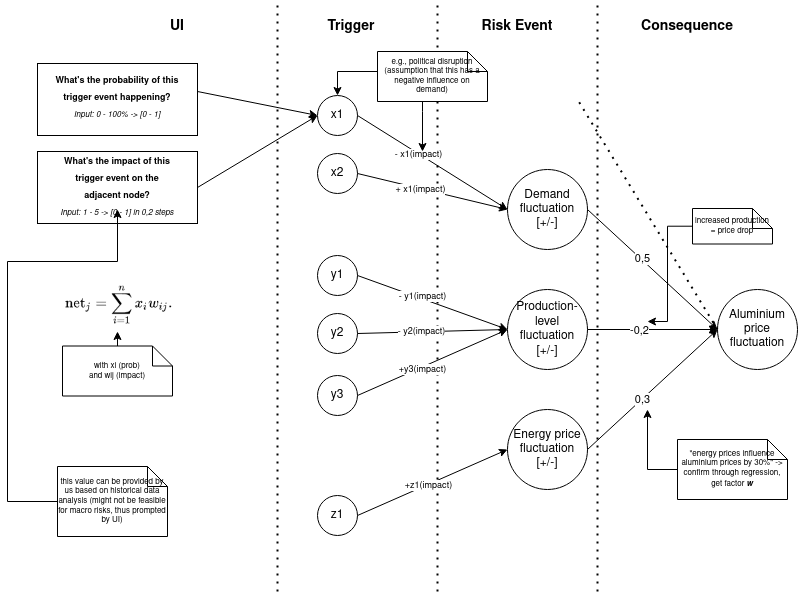 UI
Trigger
Risk Event
Consequence
What's the probability of this
trigger event happening?
Input: 0 - 100% -> [0 - 1]
What's the impact of this
trigger event on the
adjacent node?
Input: 1 - 5 -> [0 - 1] in 0,2 steps
net_j = \sum_{i=1}^{n} x_i w_{ij}.
with xi (prob)
and wij (impact)
this value can be provided by
us based on historical data
analysis (might not be feasible
for macro risks, thus prompted
by UI)
e.g., political disruption
(assumption that this has a
negative influence on
demand)
x1
x2
y1
y2
y3
z1
- x1(impact)
+ x1(impact)
- y1(impact)
- y2(impact)
+y3(impact)
+z1(impact)
Demand
fluctuation
[+/-]
Production-
level
fluctuation
[+/-]
Energy price
fluctuation
[+/-]
0,5
-0,2
0,3
increased production
= price drop
Aluminium
price
fluctuation
"energy prices influence
aluminium prices by 30%" ->
confirm through regression,
get factor w